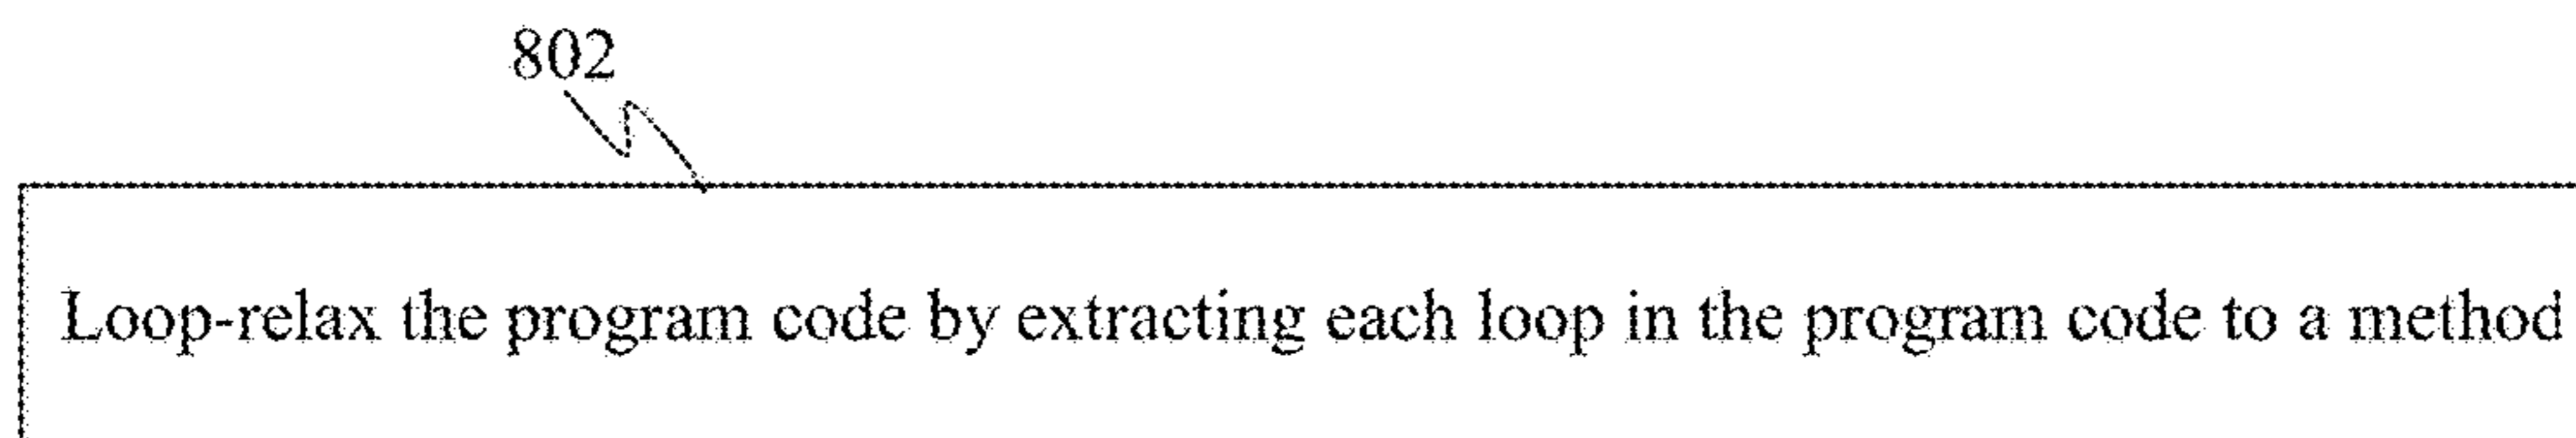 802
Loop-relax the program code by extracting each loop in the program code to a method